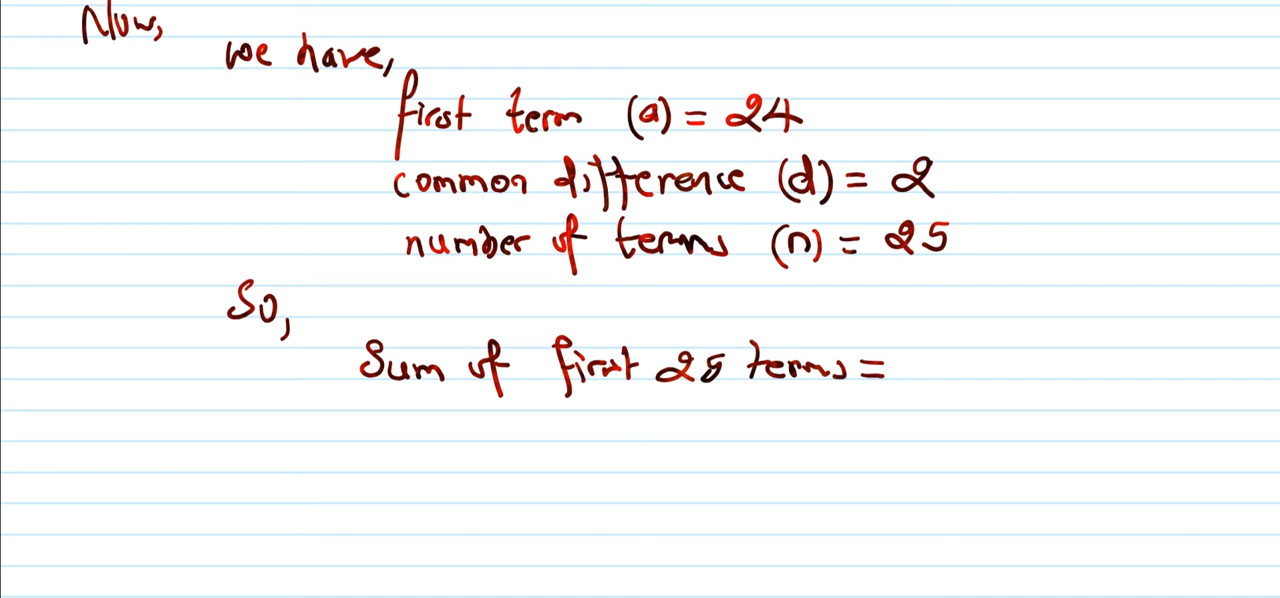 Now,
we have,
first term (a) = 24
common difference (d) = 2
number of terms (n) = 25
So,
Sum of first 25 terms =